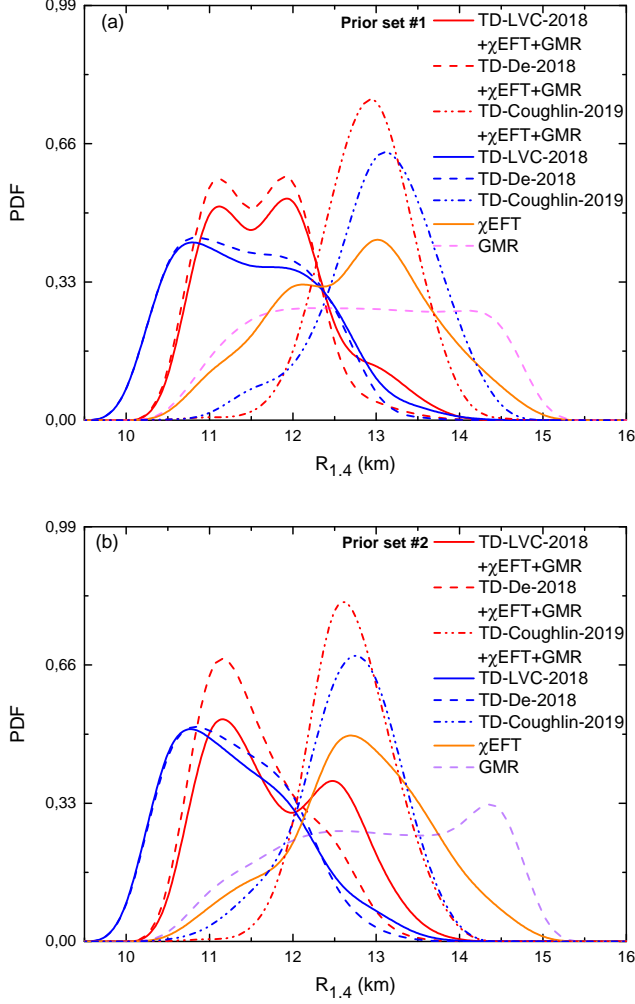 0,99
(a)
Prior set #1
TD-LVC-2018
+χEFT+GMR
TD-De-2018
+χEFT+GMR
TD-Coughlin-2019
+χEFT+GMR
TD-LVC-2018
TD-De-2018
TD-Coughlin-2019
χEFT
GMR
0,66
PDF
0,33
0,00
10 11 12 13 14 15 16
R1.4 (km)
0,99
(b)
Prior set #2
TD-LVC-2018
+χEFT+GMR
TD-De-2018
+χEFT+GMR
TD-Coughlin-2019
+χEFT+GMR
TD-LVC-2018
TD-De-2018
TD-Coughlin-2019
χEFT
GMR
0,66
PDF
0,33
0,00
10 11 12 13 14 15 16
R1.4 (km)